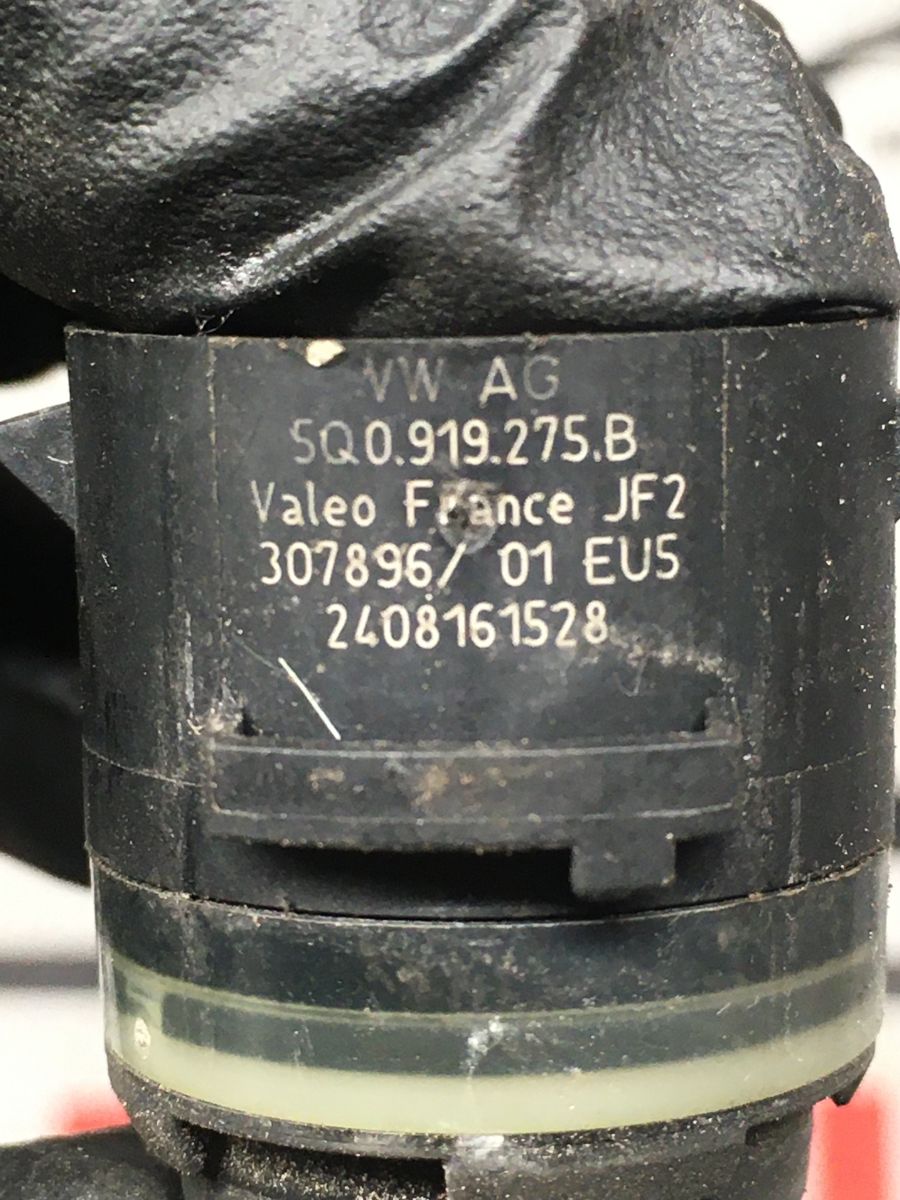 VW AG
5Q0.919.275.B
Valeo France JF2
307896/ 01 EU5
2408161528